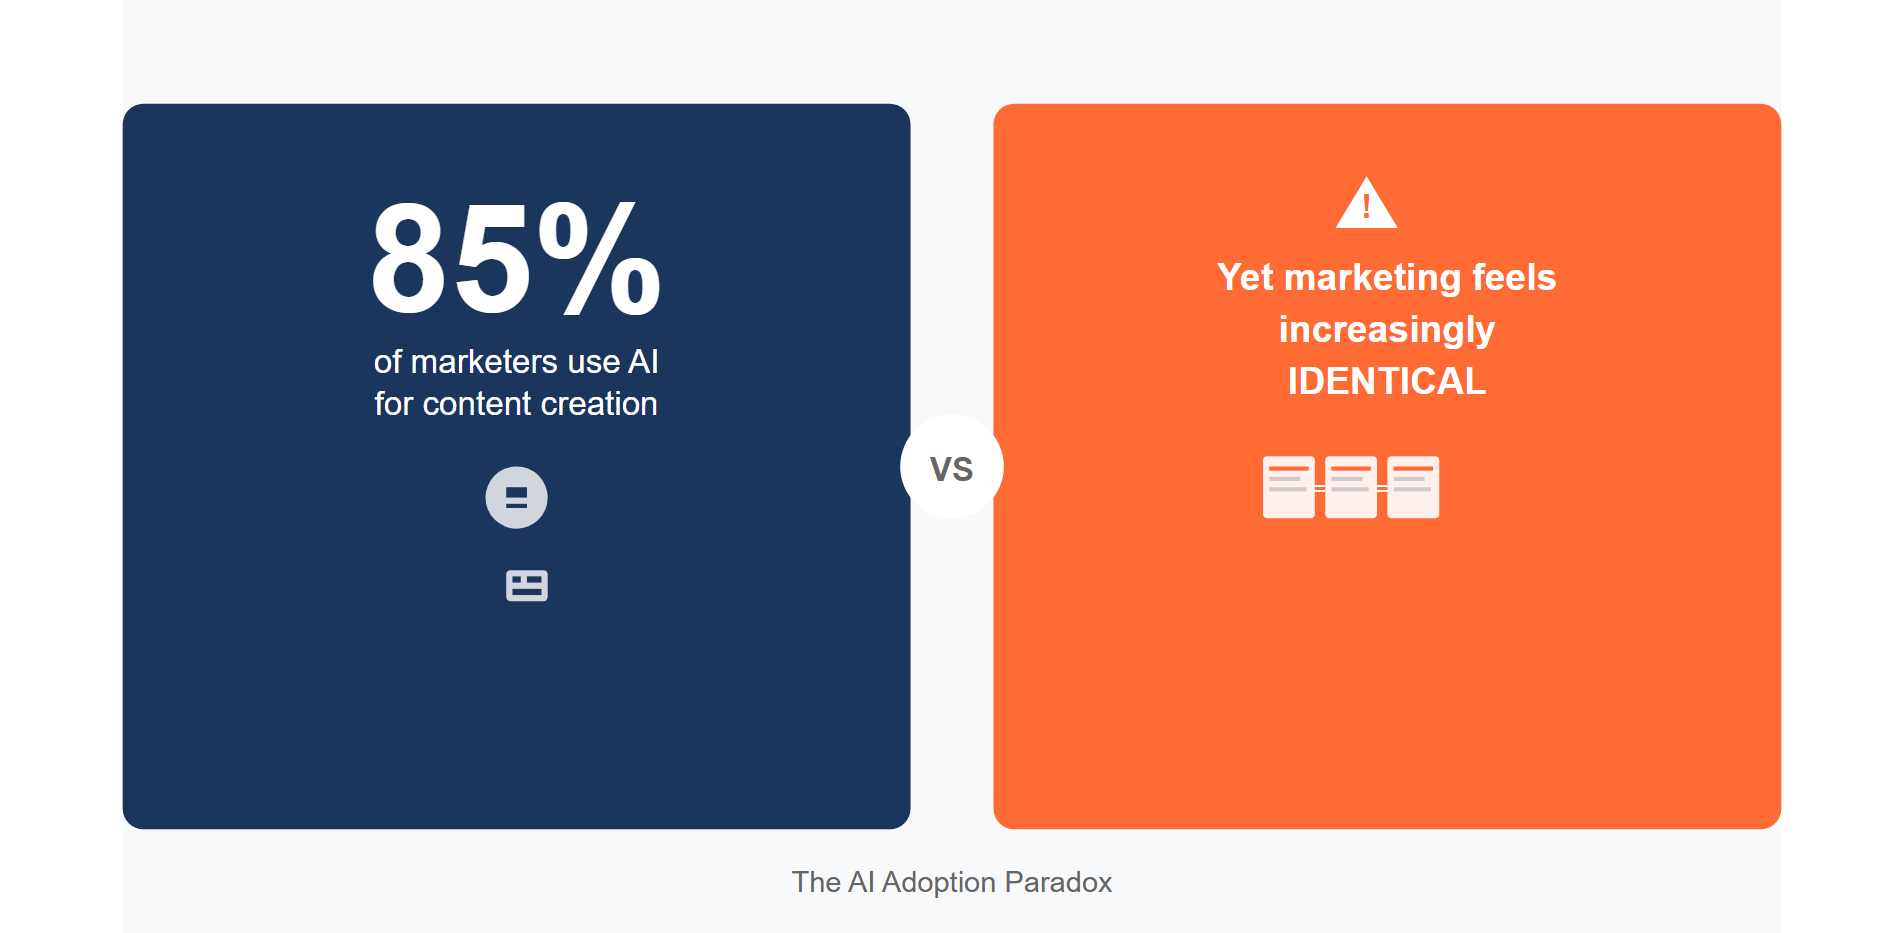 85%
of marketers use AI
for content creation
VS
!
Yet marketing feels
increasingly
IDENTICAL
The AI Adoption Paradox